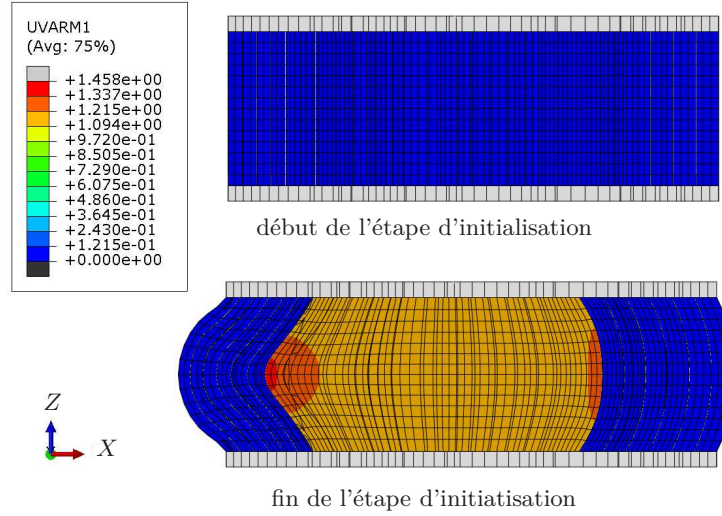 UVARM1
(Avg: 75%)
+1.458e+00
+1.337e+00
+1.215e+00
+1.094e+00
+9.720e-01
+8.505e-01
+7.290e-01
+6.075e-01
+4.860e-01
+3.645e-01
+2.430e-01
+1.215e-01
+0.000e+00
début de l'étape d'initialisation
Z
X
fin de l'étape d'initiatisation